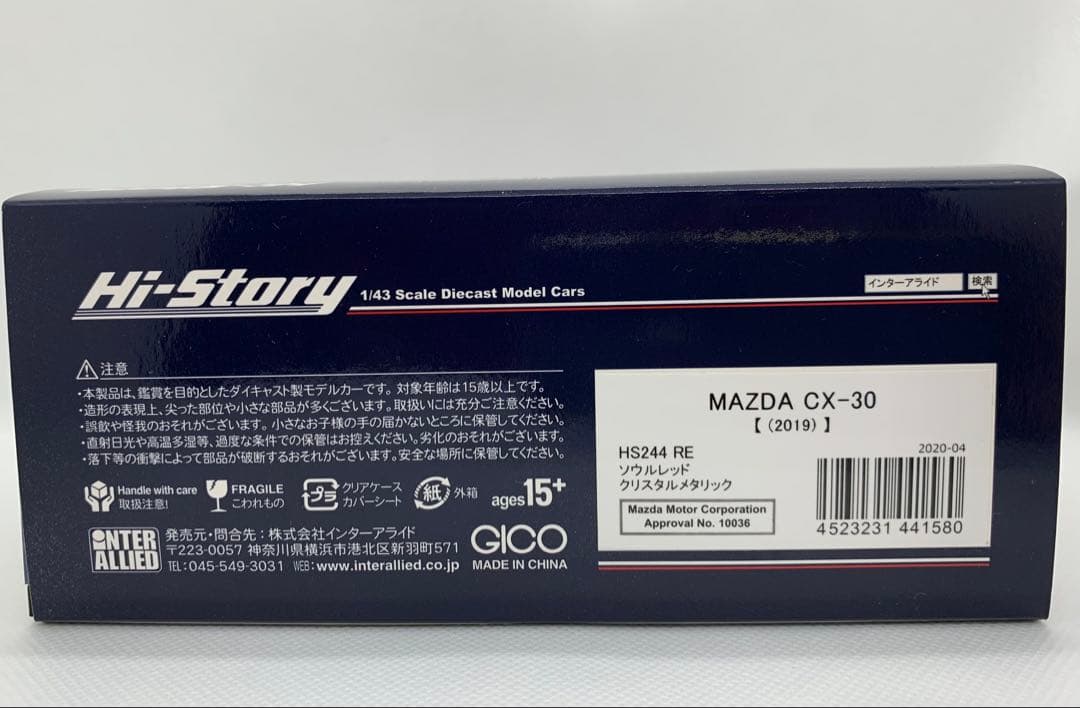 Hi-Story 1/43 Scale Diecast Model Cars
インターアライド 検索
注意
・本製品は、鑑賞を目的としたダイキャスト製モデルカーです。対象年齢は15歳以上です。
・造形の表現上、尖った部位や小さな部品が多くございます。取扱いには充分ご注意ください。
・誤飲や怪我のおそれがございます。小さなお子様の手の届かないところに保管してください。
・直射日光や高温多湿等、過度な条件での保管はお控えください。劣化のおそれがございます。
・落下等の衝撃によって部品が破断するおそれがございます。安全な場所に保管してください。
Handle with care
取扱注意!
FRAGILE
こわれもの
プラ
クリアケース
カバーシート
紙
外箱
ages15+
INTER
ALLIED
発売元・問合先：株式会社インターアライド
〒223-0057 神奈川県横浜市港北区新羽町571
TEL:045-549-3031 WEB:www.interallied.co.jp
GICO
MADE IN CHINA
MAZDA CX-30
【（2019）】
HS244 RE
ソウルレッド
クリスタルメタリック
Mazda Motor Corporation
Approval No. 10036
2020-04
4523231 441580